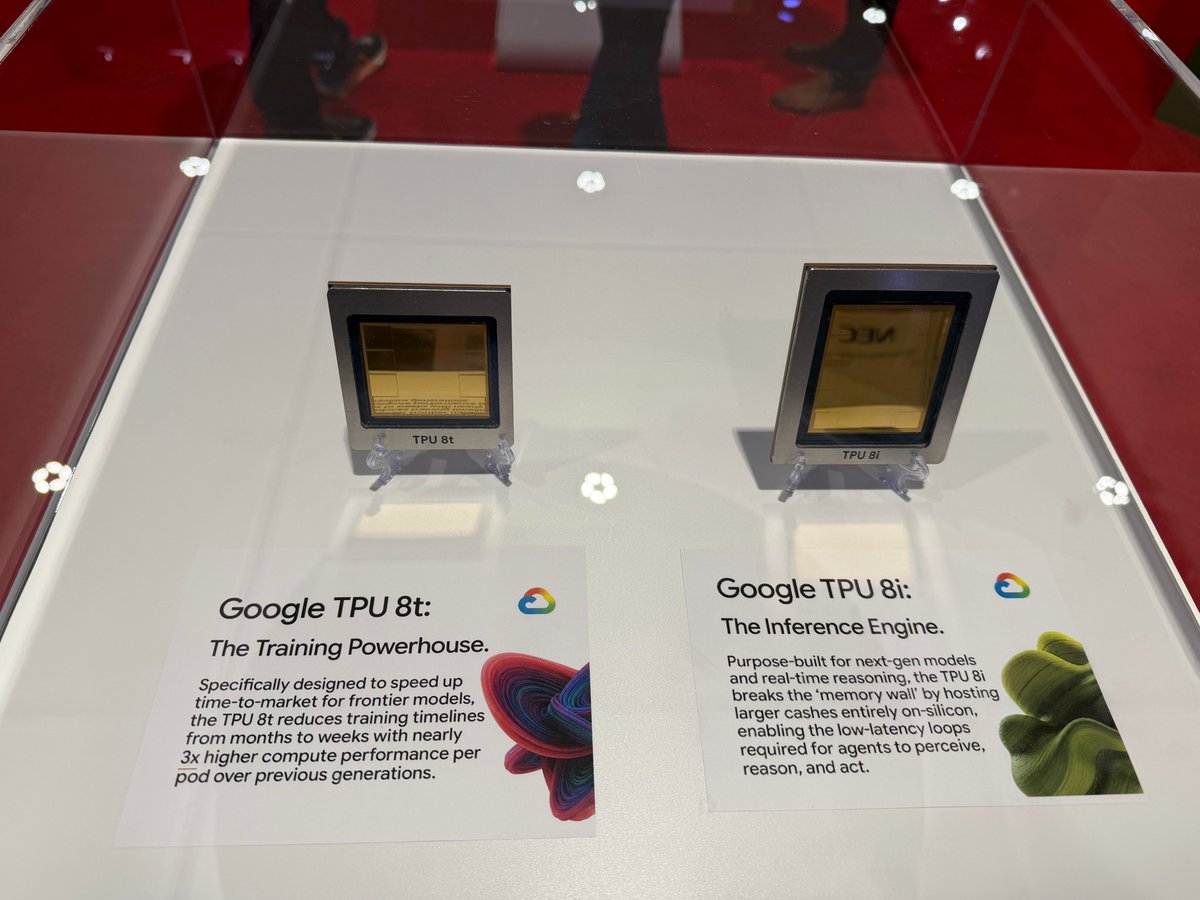 TPU 8t
NEC
TPU 8i
Google TPU 8t:
The Training Powerhouse.
Specifically designed to speed up
time-to-market for frontier models,
the TPU 8t reduces training timelines
from months to weeks with nearly
3x higher compute performance per
pod over previous generations.
Google TPU 8i:
The Inference Engine.
Purpose-built for next-gen models
and real-time reasoning, the TPU 8i
breaks the ‘memory wall’ by hosting
larger cashes entirely on-silicon,
enabling the low-latency loops
required for agents to perceive,
reason, and act.